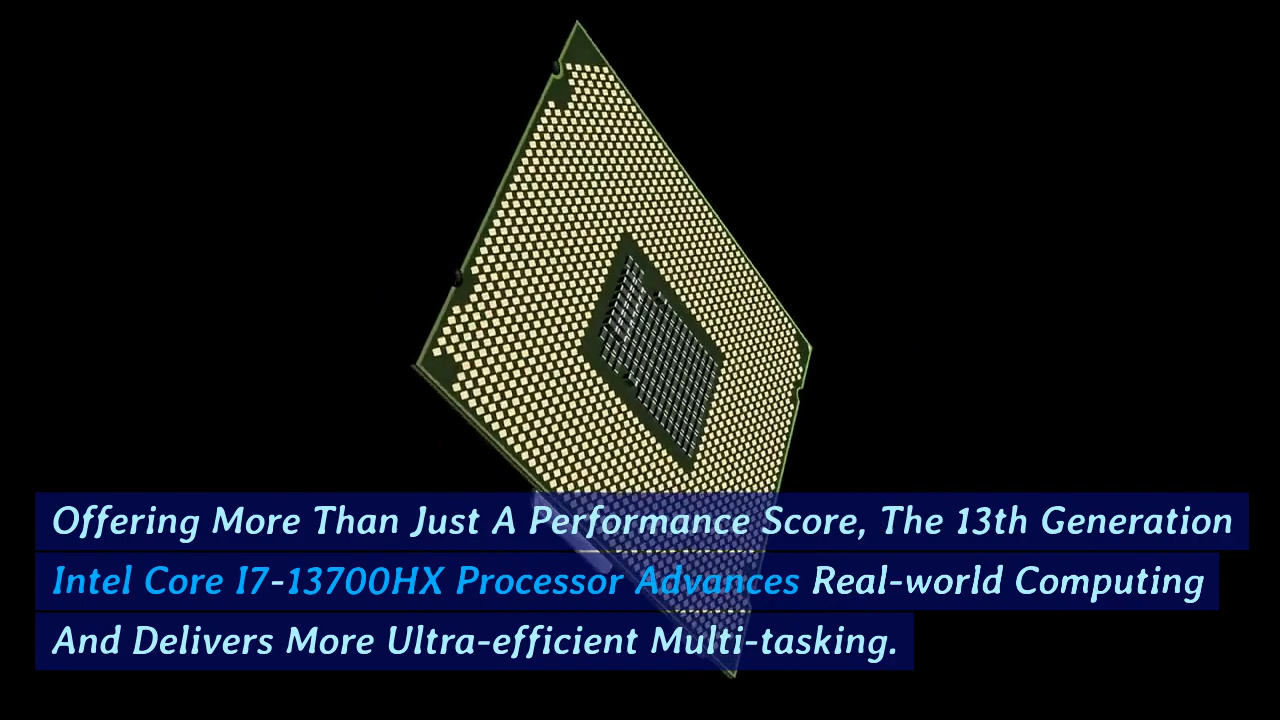 Offering More Than Just A Performance Score, The 13th Generation
Intel Core I7-13700HX Processor Advances Real-world Computing
And Delivers More Ultra-efficient Multi-tasking.